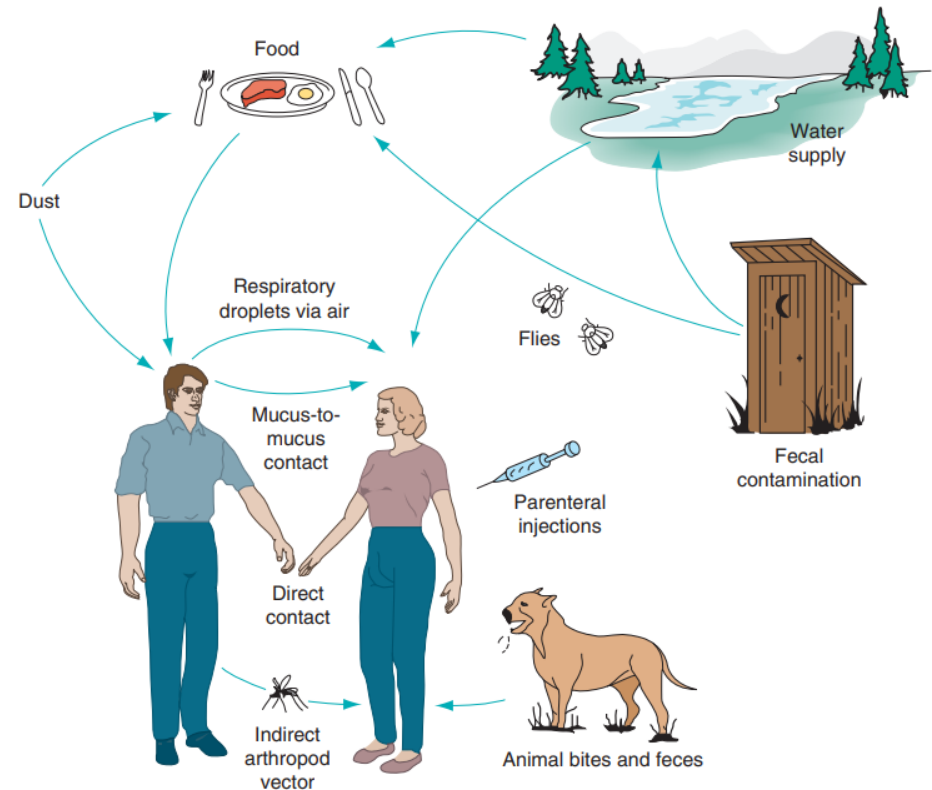 Food
Water
supply
Dust
Respiratory
droplets via air
Flies
Mucus-to-
mucus
contact
Fecal
contamination
Parenteral
injections
Direct
contact
Indirect
arthropod
vector
Animal bites and feces